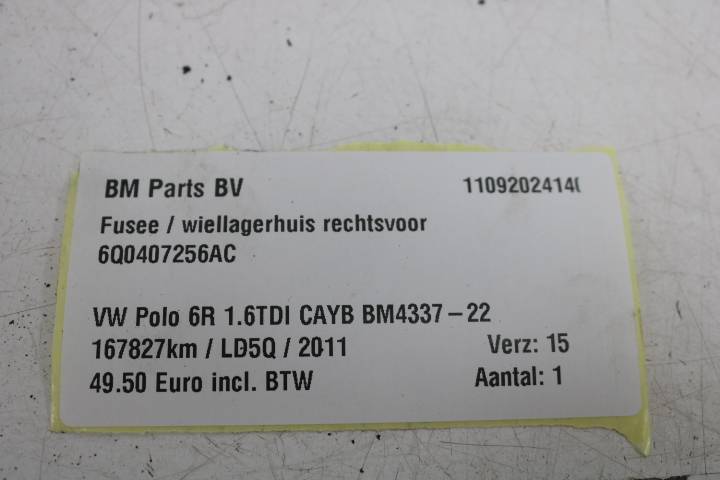 BM Parts BV 1109202414
Fusee / wiellagerhuis rechtsvoor
6Q0407256AC
VW Polo 6R 1.6TDI CAYB BM4337-22
167827km / LD5Q / 2011 Verz: 15
49.50 Euro incl. BTW Aantal: 1